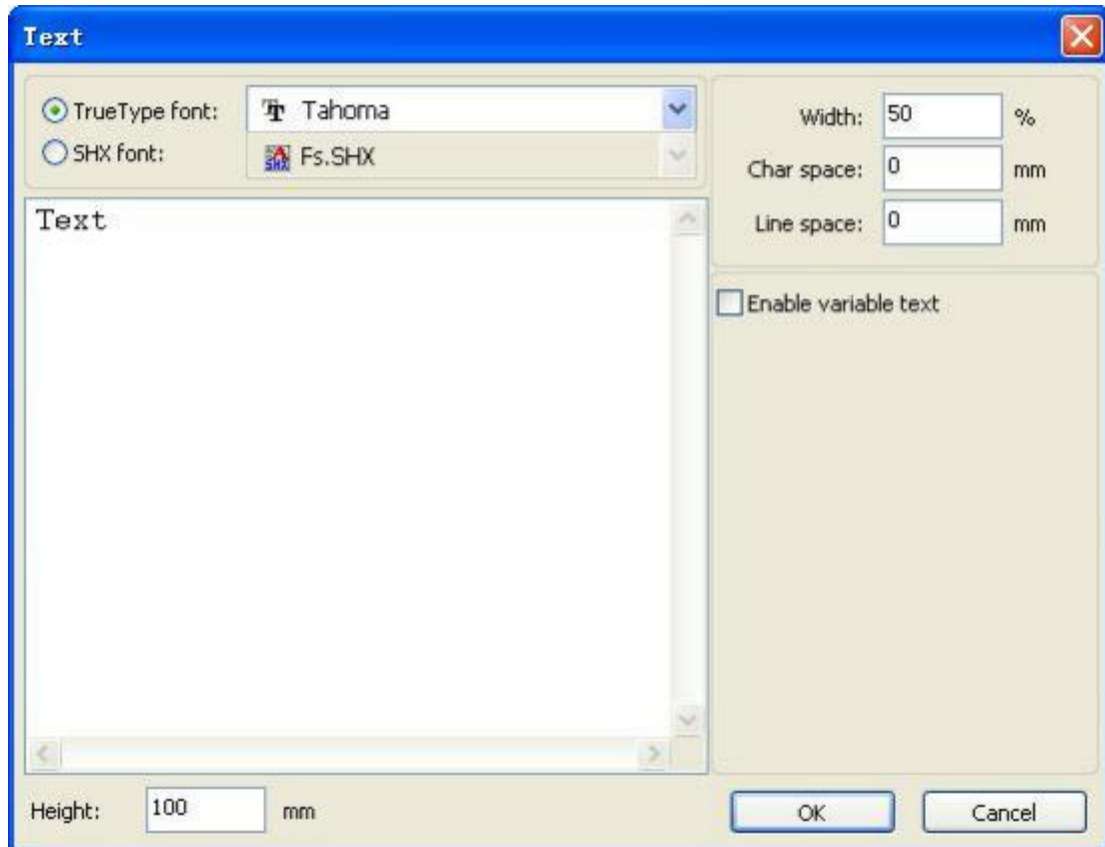 Text
TrueType font: Tahoma
SHX font: Fs.SHX
Text
Width: 50 %
Char space: 0 mm
Line space: 0 mm
Enable variable text
Height: 100 mm
OK Cancel